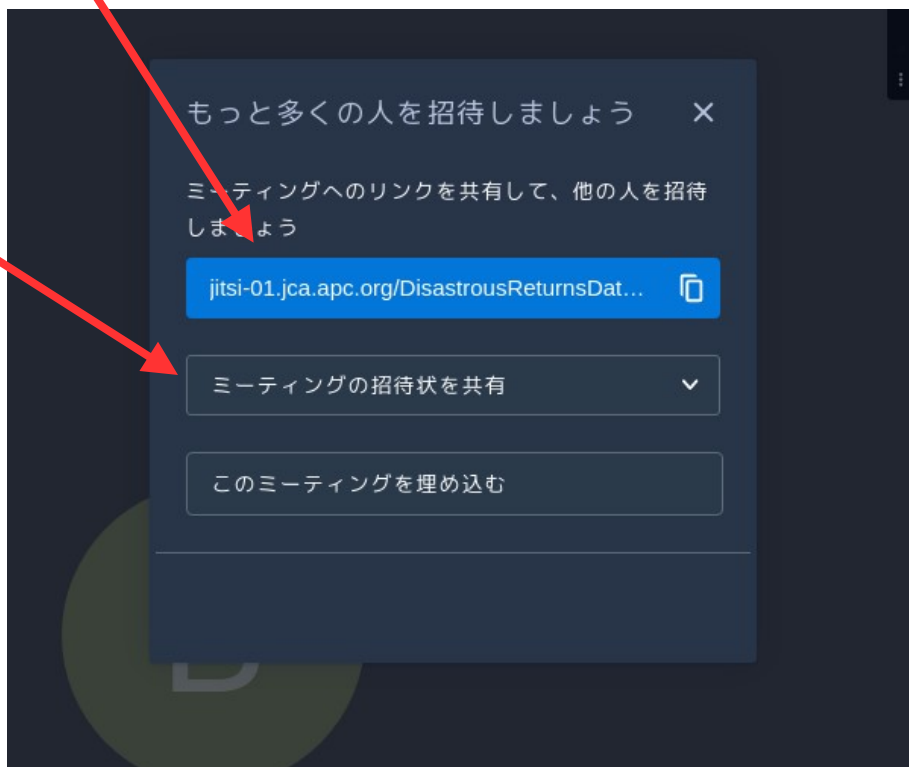 もっと多くの人を招待しましょう
ミーティングへのリンクを共有して、他の人を招待
しましょう
jitsi-01.jca.apc.org/DisastrousReturnsDat...
ミーティングの招待状を共有
このミーティングを埋め込む